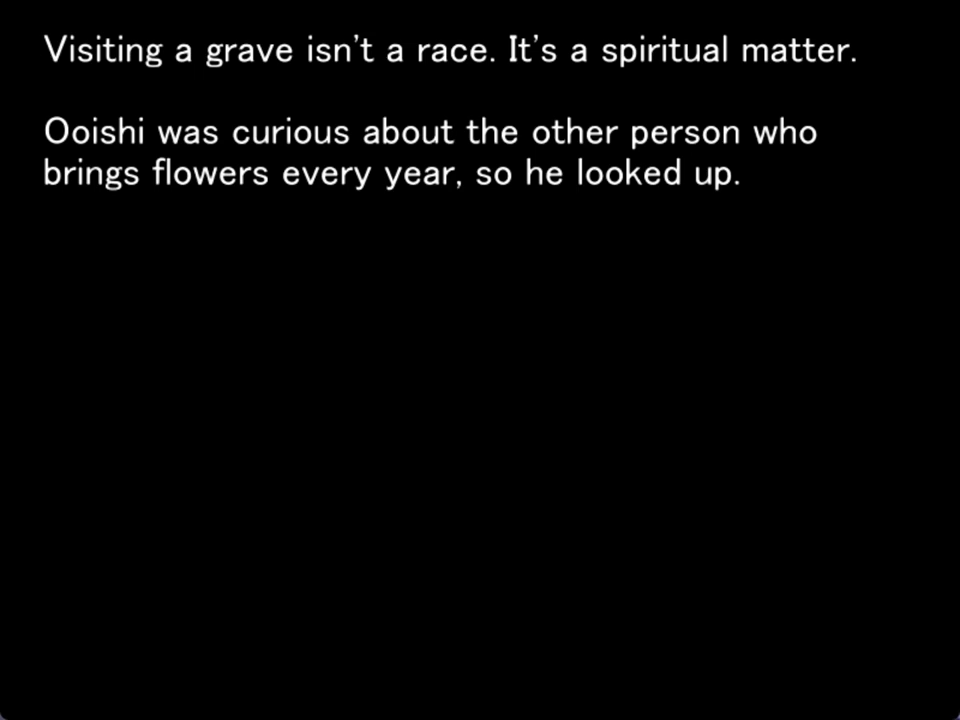 Visiting a grave isn't a race. It's a spiritual matter.
Ooishi was curious about the other person who
brings flowers every year, so he looked up.